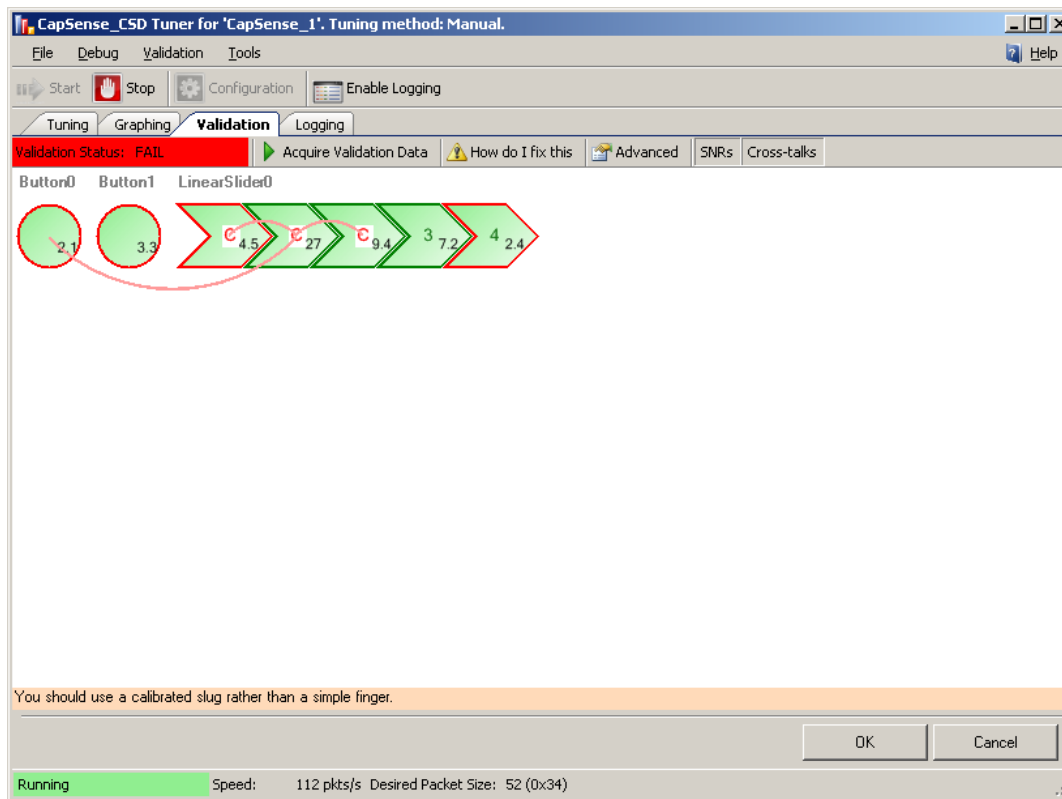 CapSense_CSD Tuner for 'CapSense_1'. Tuning method: Manual.
File Debug Validation Tools Help
Start Stop Configuration Enable Logging
Tuning Graphing Validation Logging
Validation Status: FAIL Acquire Validation Data How do I fix this Advanced SNRs Cross-talks
Button0 Button1 LinearSlider0
2.1 3.3 C 4.5 C 27 C 9.4 3 7.2 4 2.4
You should use a calibrated slug rather than a simple finger.
OK Cancel
Running Speed: 112 pkts/s Desired Packet Size: 52 (0x34)